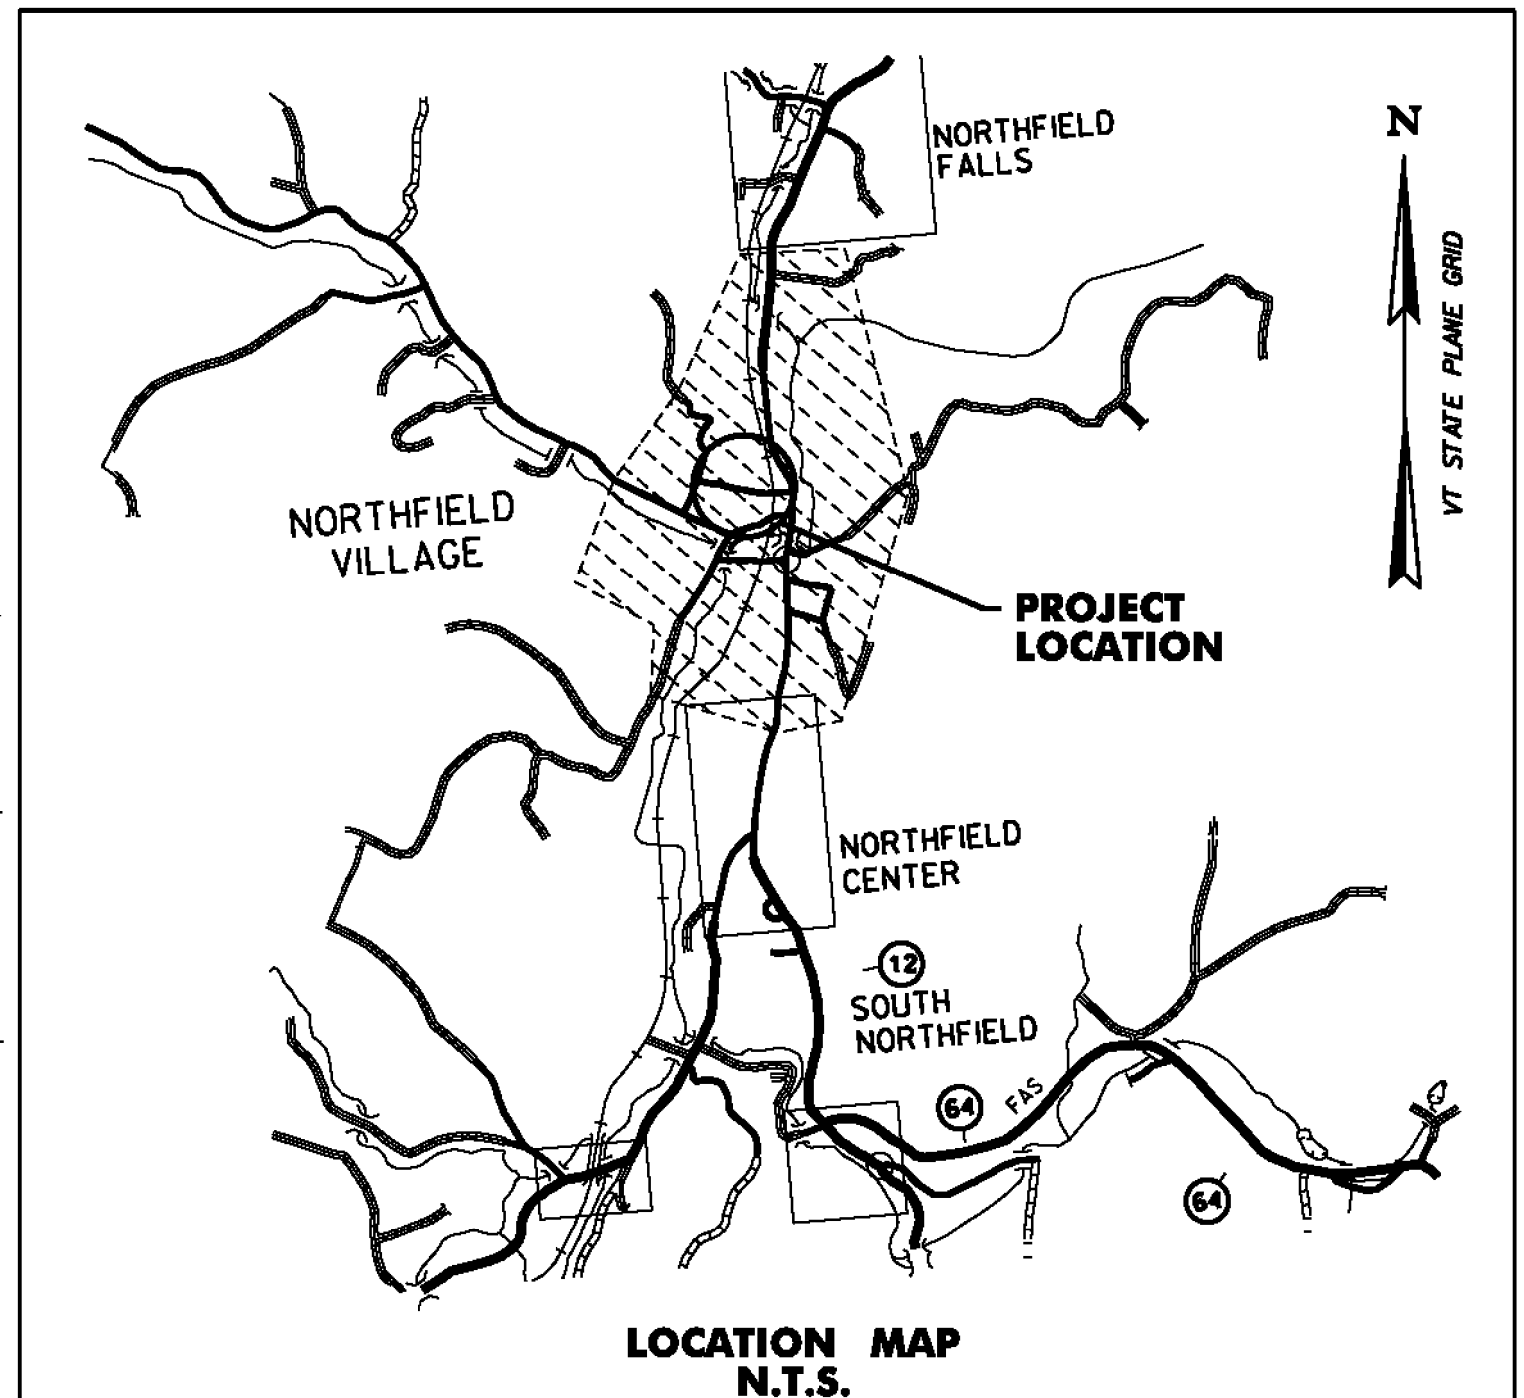 N
NORTHFIELD
FALLS
VT STATE PLANE GRID
NORTHFIELD
VILLAGE
PROJECT
LOCATION
NORTHFIELD
CENTER
12
SOUTH
NORTHFIELD
64
FAS
64
LOCATION MAP
N.T.S.